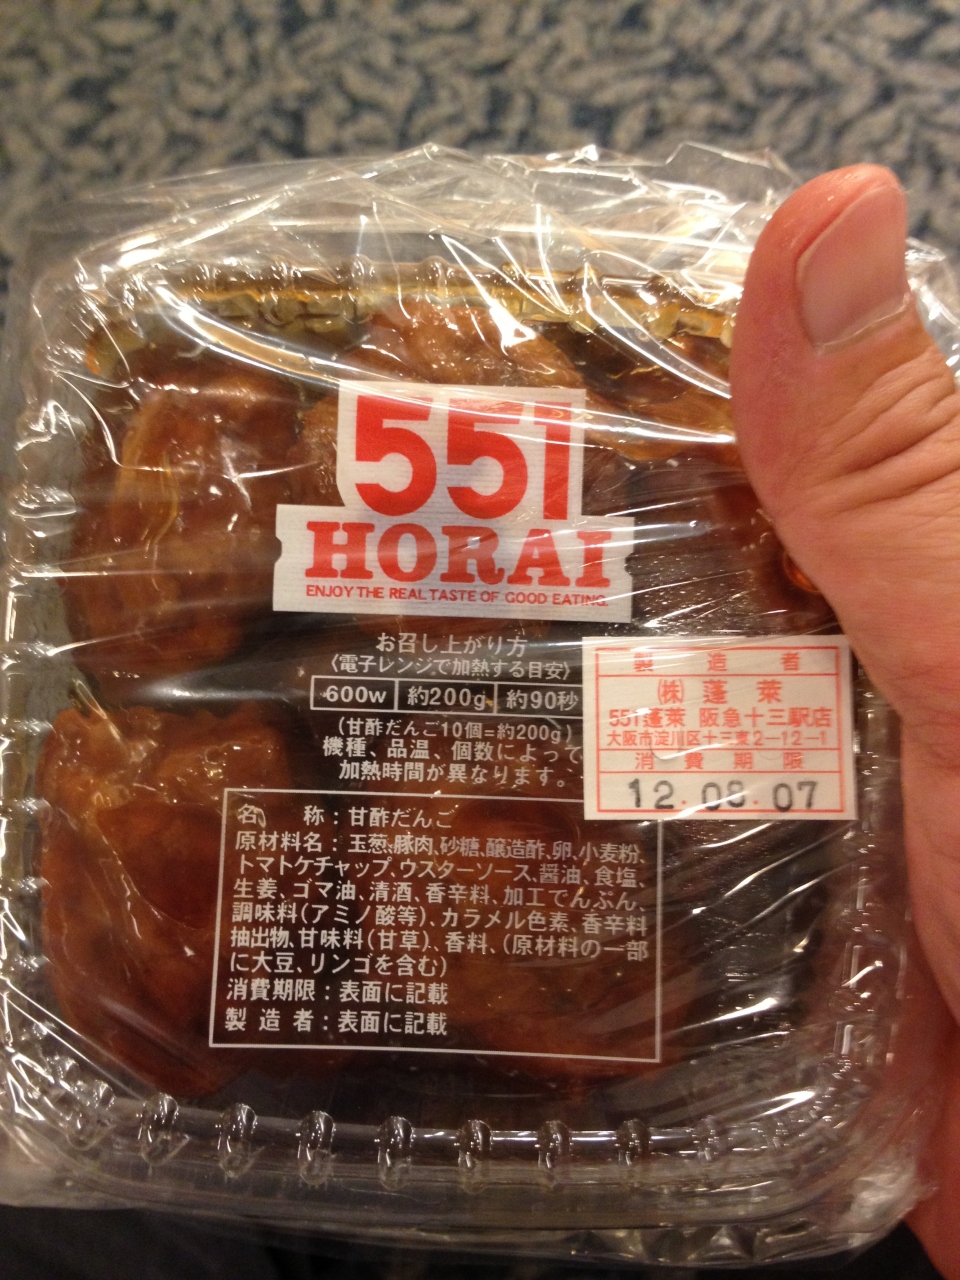 551
HORAI
ENJOY THE REAL TASTE OF GOOD EATING.
お召し上がり方
〈電子レンジで加熱する目安〉
600w 約200g 約90秒
(甘酢だんご10個=約200g)
機種、品温、個数によって
加熱時間が異なります。
製造者
㈱蓬莱
551蓬莱 阪急十三駅店
大阪市淀川区十三東2-12-1
消費期限
12.08.07
名称:甘酢だんご
原材料名:玉葱、豚肉、砂糖、醸造酢、卵、小麦粉、
トマトケチャップ、ウスターソース、醤油、食塩、
生姜、ゴマ油、清酒、香辛料、加工でんぷん、
調味料(アミノ酸等)、カラメル色素、香辛料
抽出物、甘味料(甘草)、香料、(原材料の一部
に大豆、リンゴを含む)
消費期限:表面に記載
製造者:表面に記載